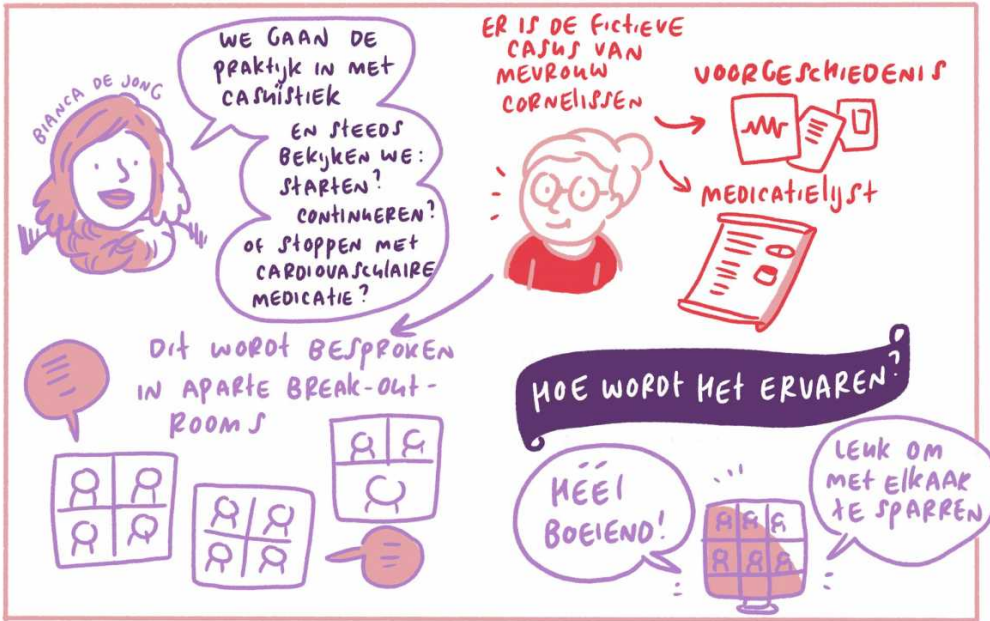 BIANCA DE JONG
WE GAAN DE
PRAKTIJK IN MET
CASUÏSTIEK
EN STEEDS
BEKIJKEN WE:
STARTEN?
CONTINUEREN?
OF STOPPEN MET
CARDIOVASCULAIRE
MEDICATIE?
ER IS DE FICTIEVE
CASUS VAN
MEVROUW
CORNELISSEN
VOORGESCHIEDENIS
MEDICATIELIJST
DIT WORDT BESPROKEN
IN APARTE BREAK-OUT-
ROOMS
HOE WORDT HET ERVAREN?
HÉÉl
BOEIEND!
LEUK OM
MET ELKAAR
TE SPARREN